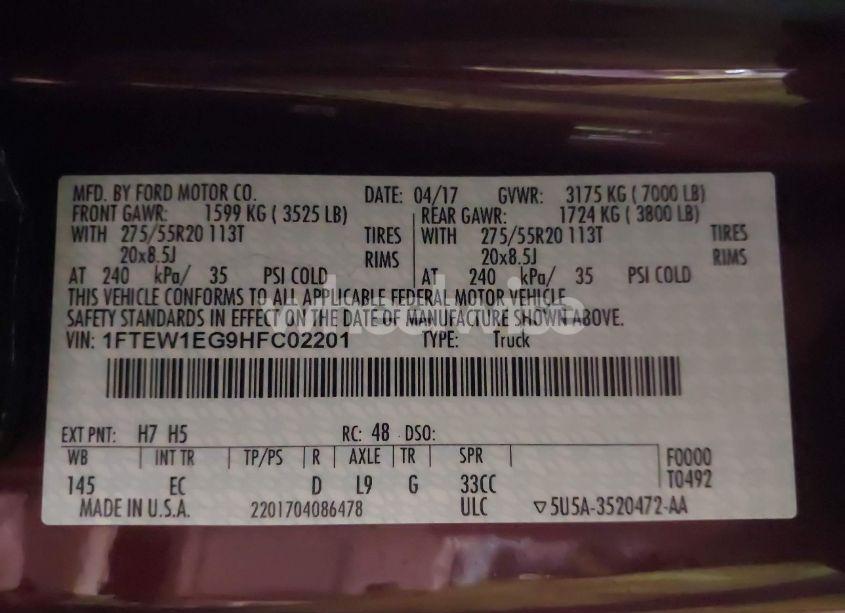 MFD. BY FORD MOTOR CO. DATE: 04/17 GVWR: 3175 KG ( 7000 LB)
FRONT GAWR: 1599 KG ( 3525 LB) REAR GAWR: 1724 KG ( 3800 LB)
WITH 275/55R20 113T TIRES WITH 275/55R20 113T TIRES
20x8.5J RIMS 20x8.5J RIMS
AT 240 kPa/ 35 PSI COLD AT 240 kPa/ 35 PSI COLD
THIS VEHICLE CONFORMS TO ALL APPLICABLE FEDERAL MOTOR VEHICLE
SAFETY STANDARDS IN EFFECT ON THE DATE OF MANUFACTURE SHOWN ABOVE.
VIN: 1FTEW1EG9HFC02201 TYPE: Truck
EXT PNT: H7 H5 RC: 48 DSO:
WB INT TR TP/PS R AXLE TR SPR F0000
145 EC D L9 G 33CC T0492
MADE IN U.S.A. 2201704086478 ULC ▽5U5A-3520472-AA